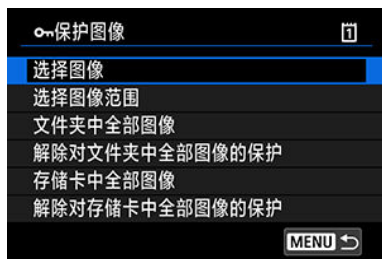 保护图像
1
选择图像
选择图像范围
文件夹中全部图像
解除对文件夹中全部图像的保护
存储卡中全部图像
解除对存储卡中全部图像的保护
MENU